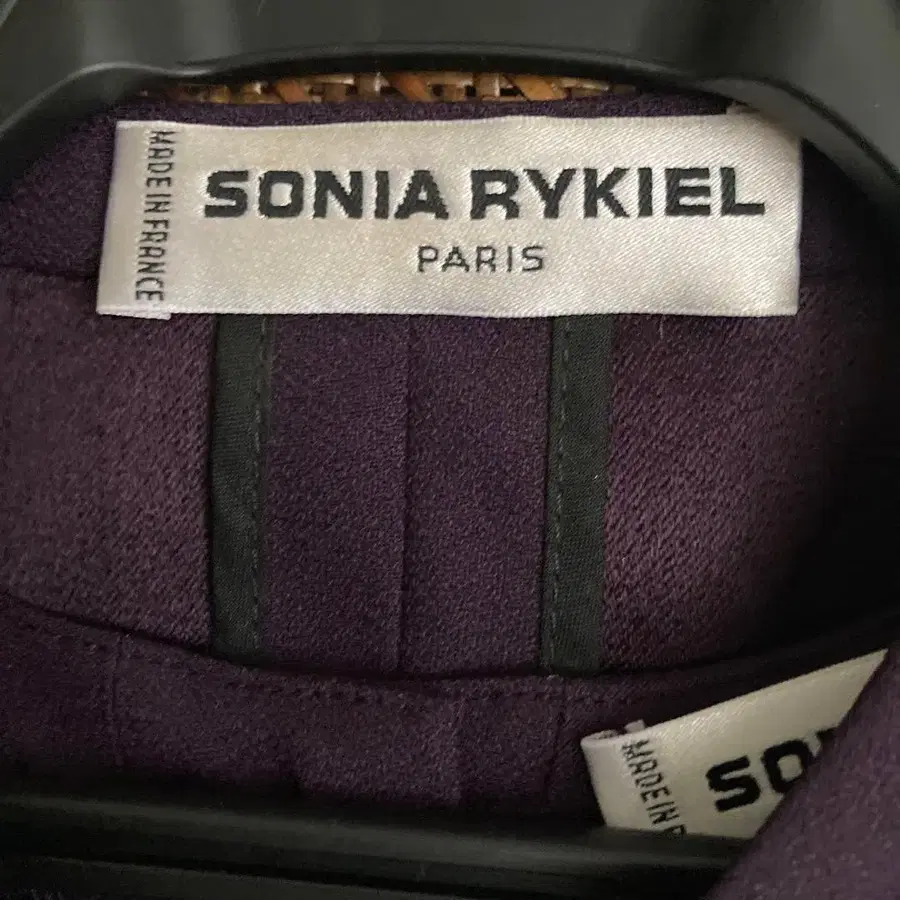 MADE IN FRANCE
SONIA RYKIEL
PARIS
MADE IN
SO